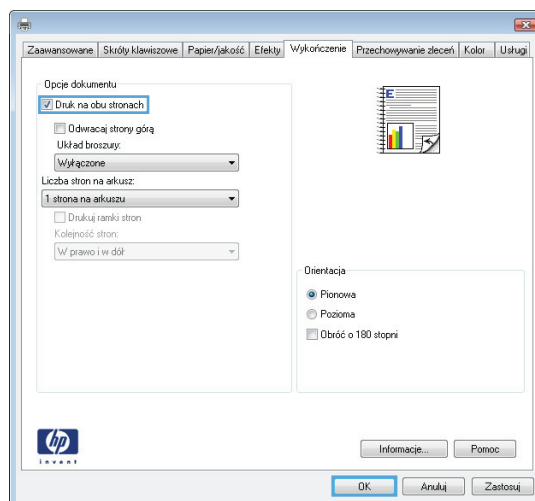 Zaawansowane Skróty klawiszowe Papier/jakość Efekty Wykończenie Przechowywanie zleceń Kolor Usługi
Opcje dokumentu
Druk na obu stronach
Odwracaj strony górą
Układ broszury:
Wyłączone
Liczba stron na arkusz:
1 strona na arkuszu
Drukuj ramki stron
Kolejność stron:
W prawo i w dół
E
Orientacja
Pionowa
Pozioma
Obróć o 180 stopni
hp
invent
Informacje... Pomoc
OK Anuluj Zastosuj